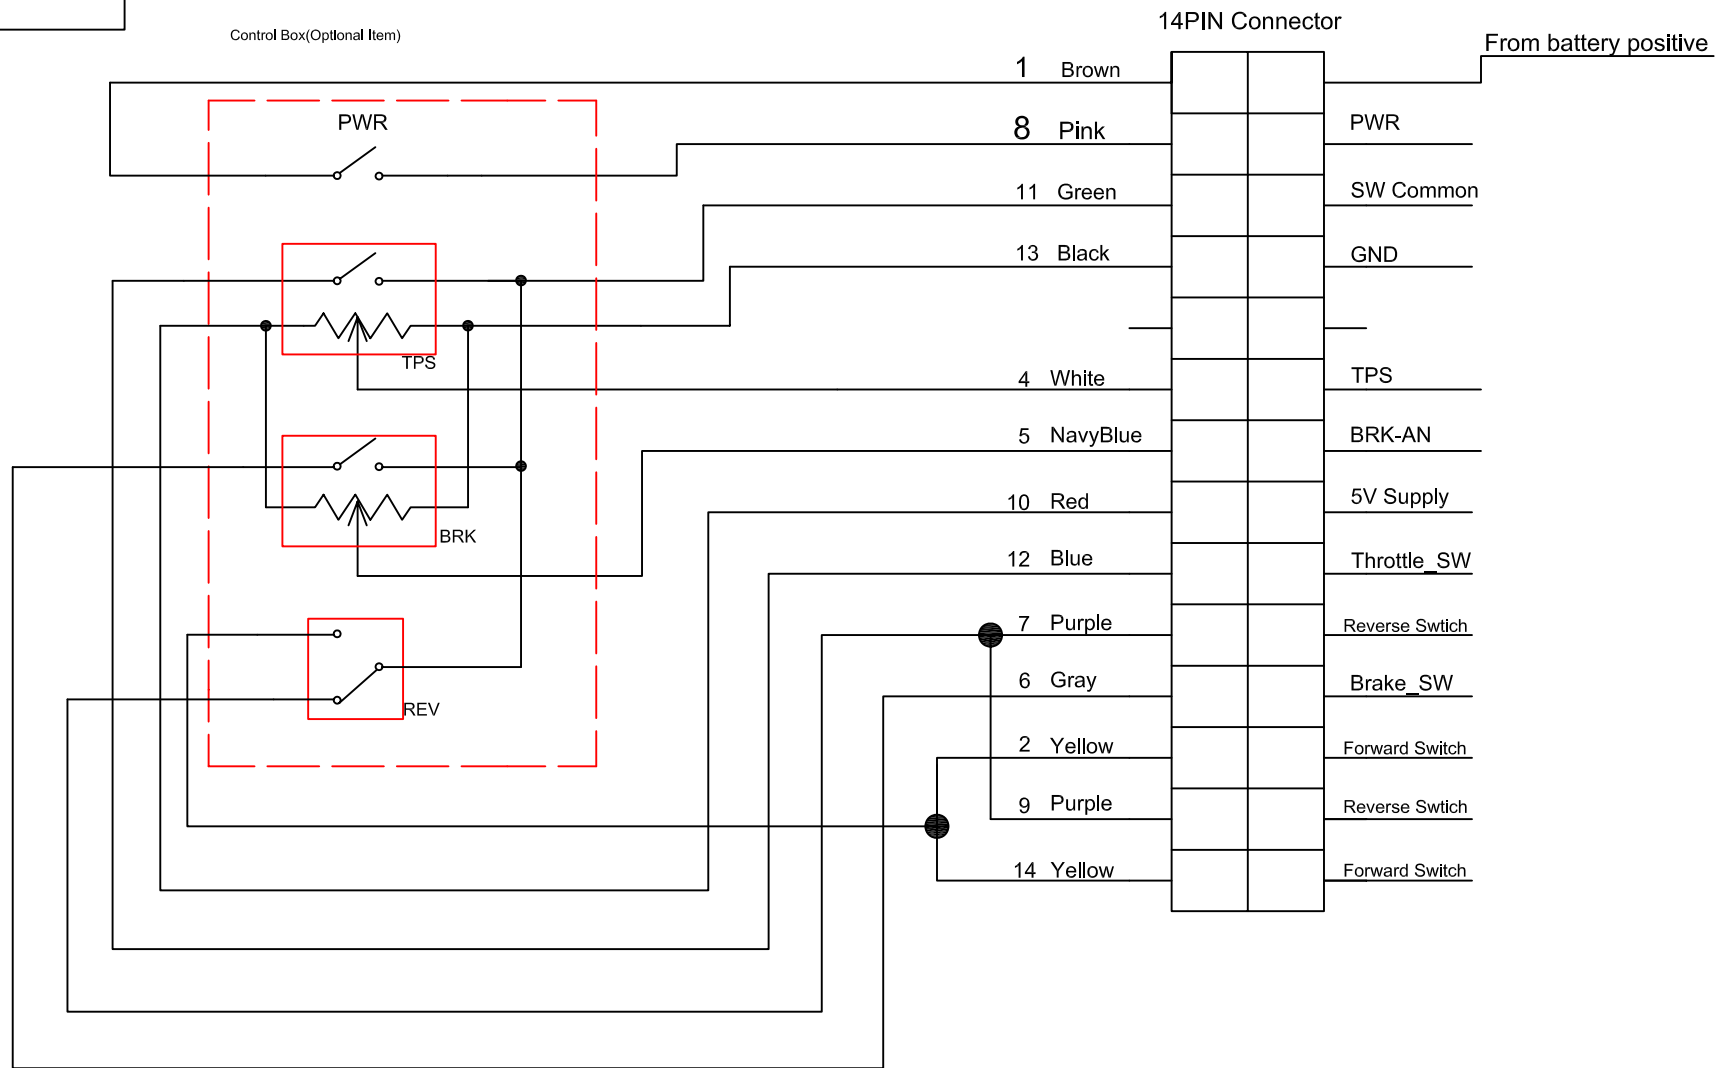 14PIN Connector
Control Box(Optional Item)
From battery positive
1 Brown
PWR
8 Pink
PWR
11 Green
SW Common
13 Black
GND
TPS
4 White
TPS
5 NavyBlue
BRK-AN
10 Red
5V Supply
BRK
12 Blue
Throttle_SW
7 Purple
Reverse Swtich
6 Gray
Brake_SW
REV
2 Yellow
Forward Switch
9 Purple
Reverse Swtich
14 Yellow
Forward Switch